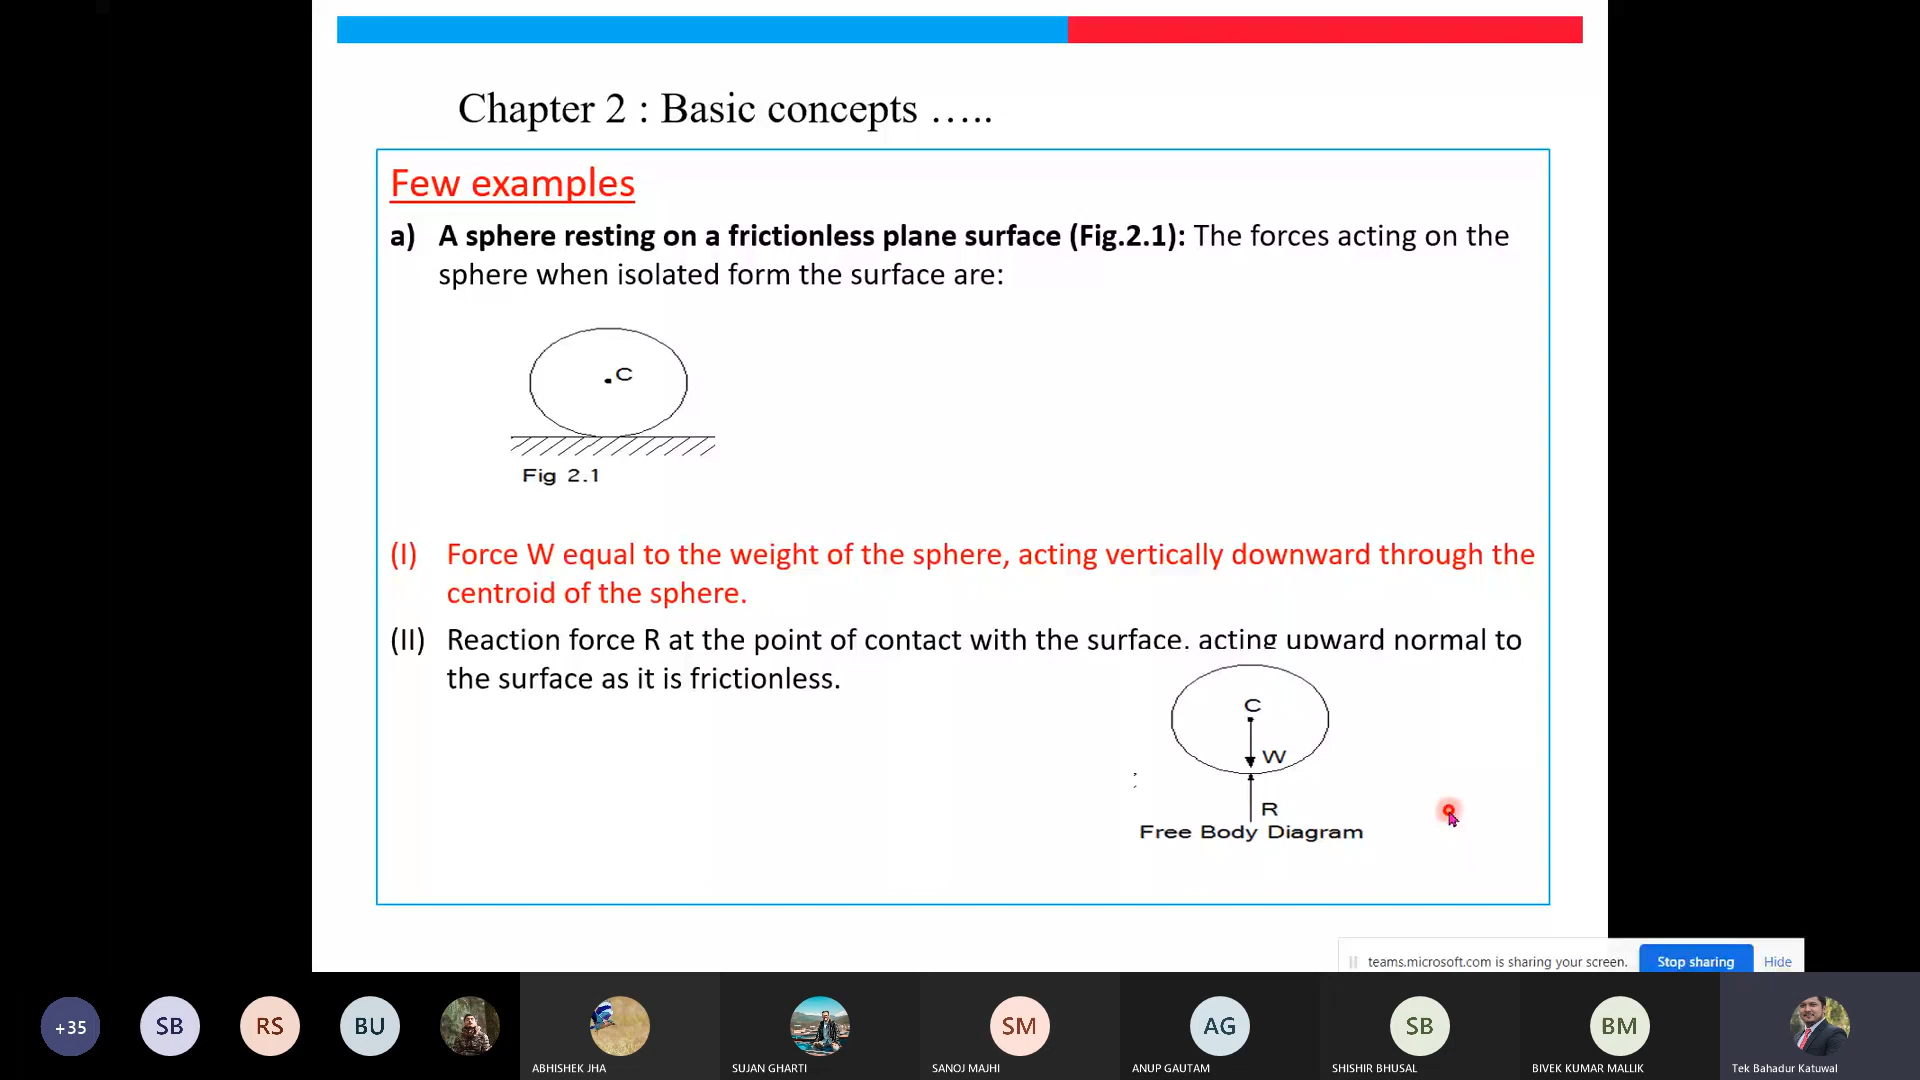 Chapter 2 : Basic concepts …..
Few examples
a) A sphere resting on a frictionless plane surface (Fig.2.1): The forces acting on the
sphere when isolated form the surface are:
C
Fig 2.1
(I) Force W equal to the weight of the sphere, acting vertically downward through the
centroid of the sphere.
(II) Reaction force R at the point of contact with the surface, acting upward normal to
the surface as it is frictionless.
C
W
R
Free Body Diagram
teams.microsoft.com is sharing your screen. Stop sharing Hide
+35 SB RS BU SM AG SB BM
ABHISHEK JHA SUJAN GHARTI SANOJ MAJHI ANUP GAUTAM SHISHIR BHUSAL BIVEK KUMAR MALLIK Tek Bahadur Katuwal